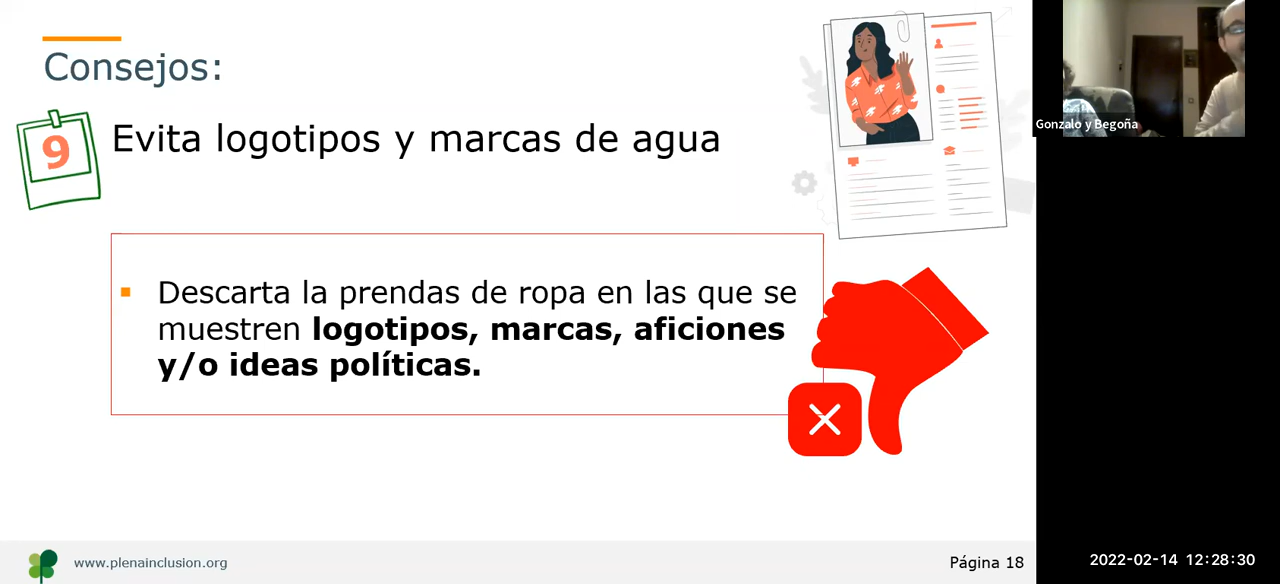 Consejos:
9
Evita logotipos y marcas de agua
Descarta la prendas de ropa en las que se
muestren logotipos, marcas, aficiones
y/o ideas políticas.
www.plenainclusion.org
Página 18
Gonzalo y Begoña
2022-02-14 12:28:30